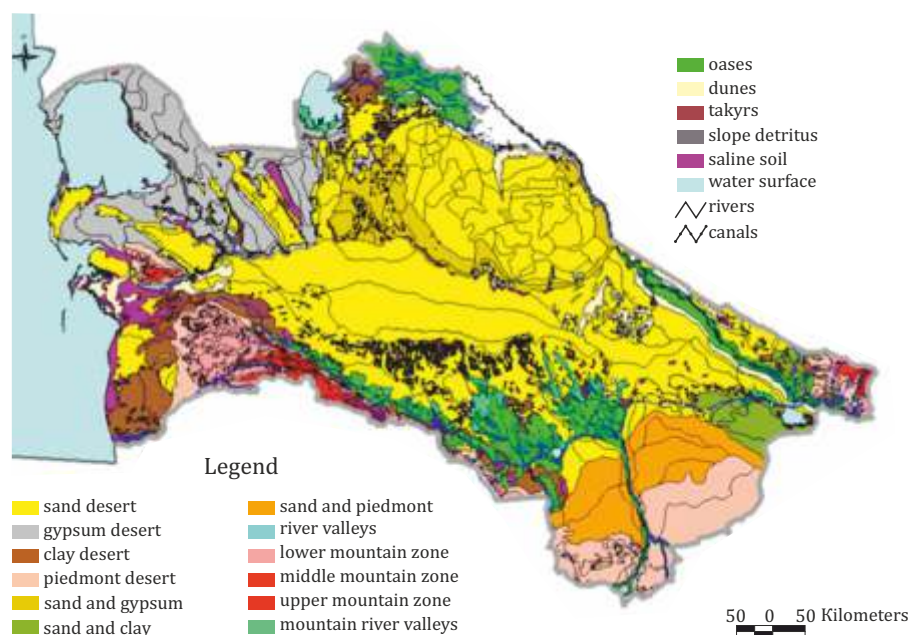 oases
dunes
takyrs
slope detritus
saline soil
water surface
rivers
canals
Legend
sand desert
gypsum desert
clay desert
piedmont desert
sand and gypsum
sand and clay
sand and piedmont
river valleys
lower mountain zone
middle mountain zone
upper mountain zone
mountain river valleys
50 0 50 Kilometers